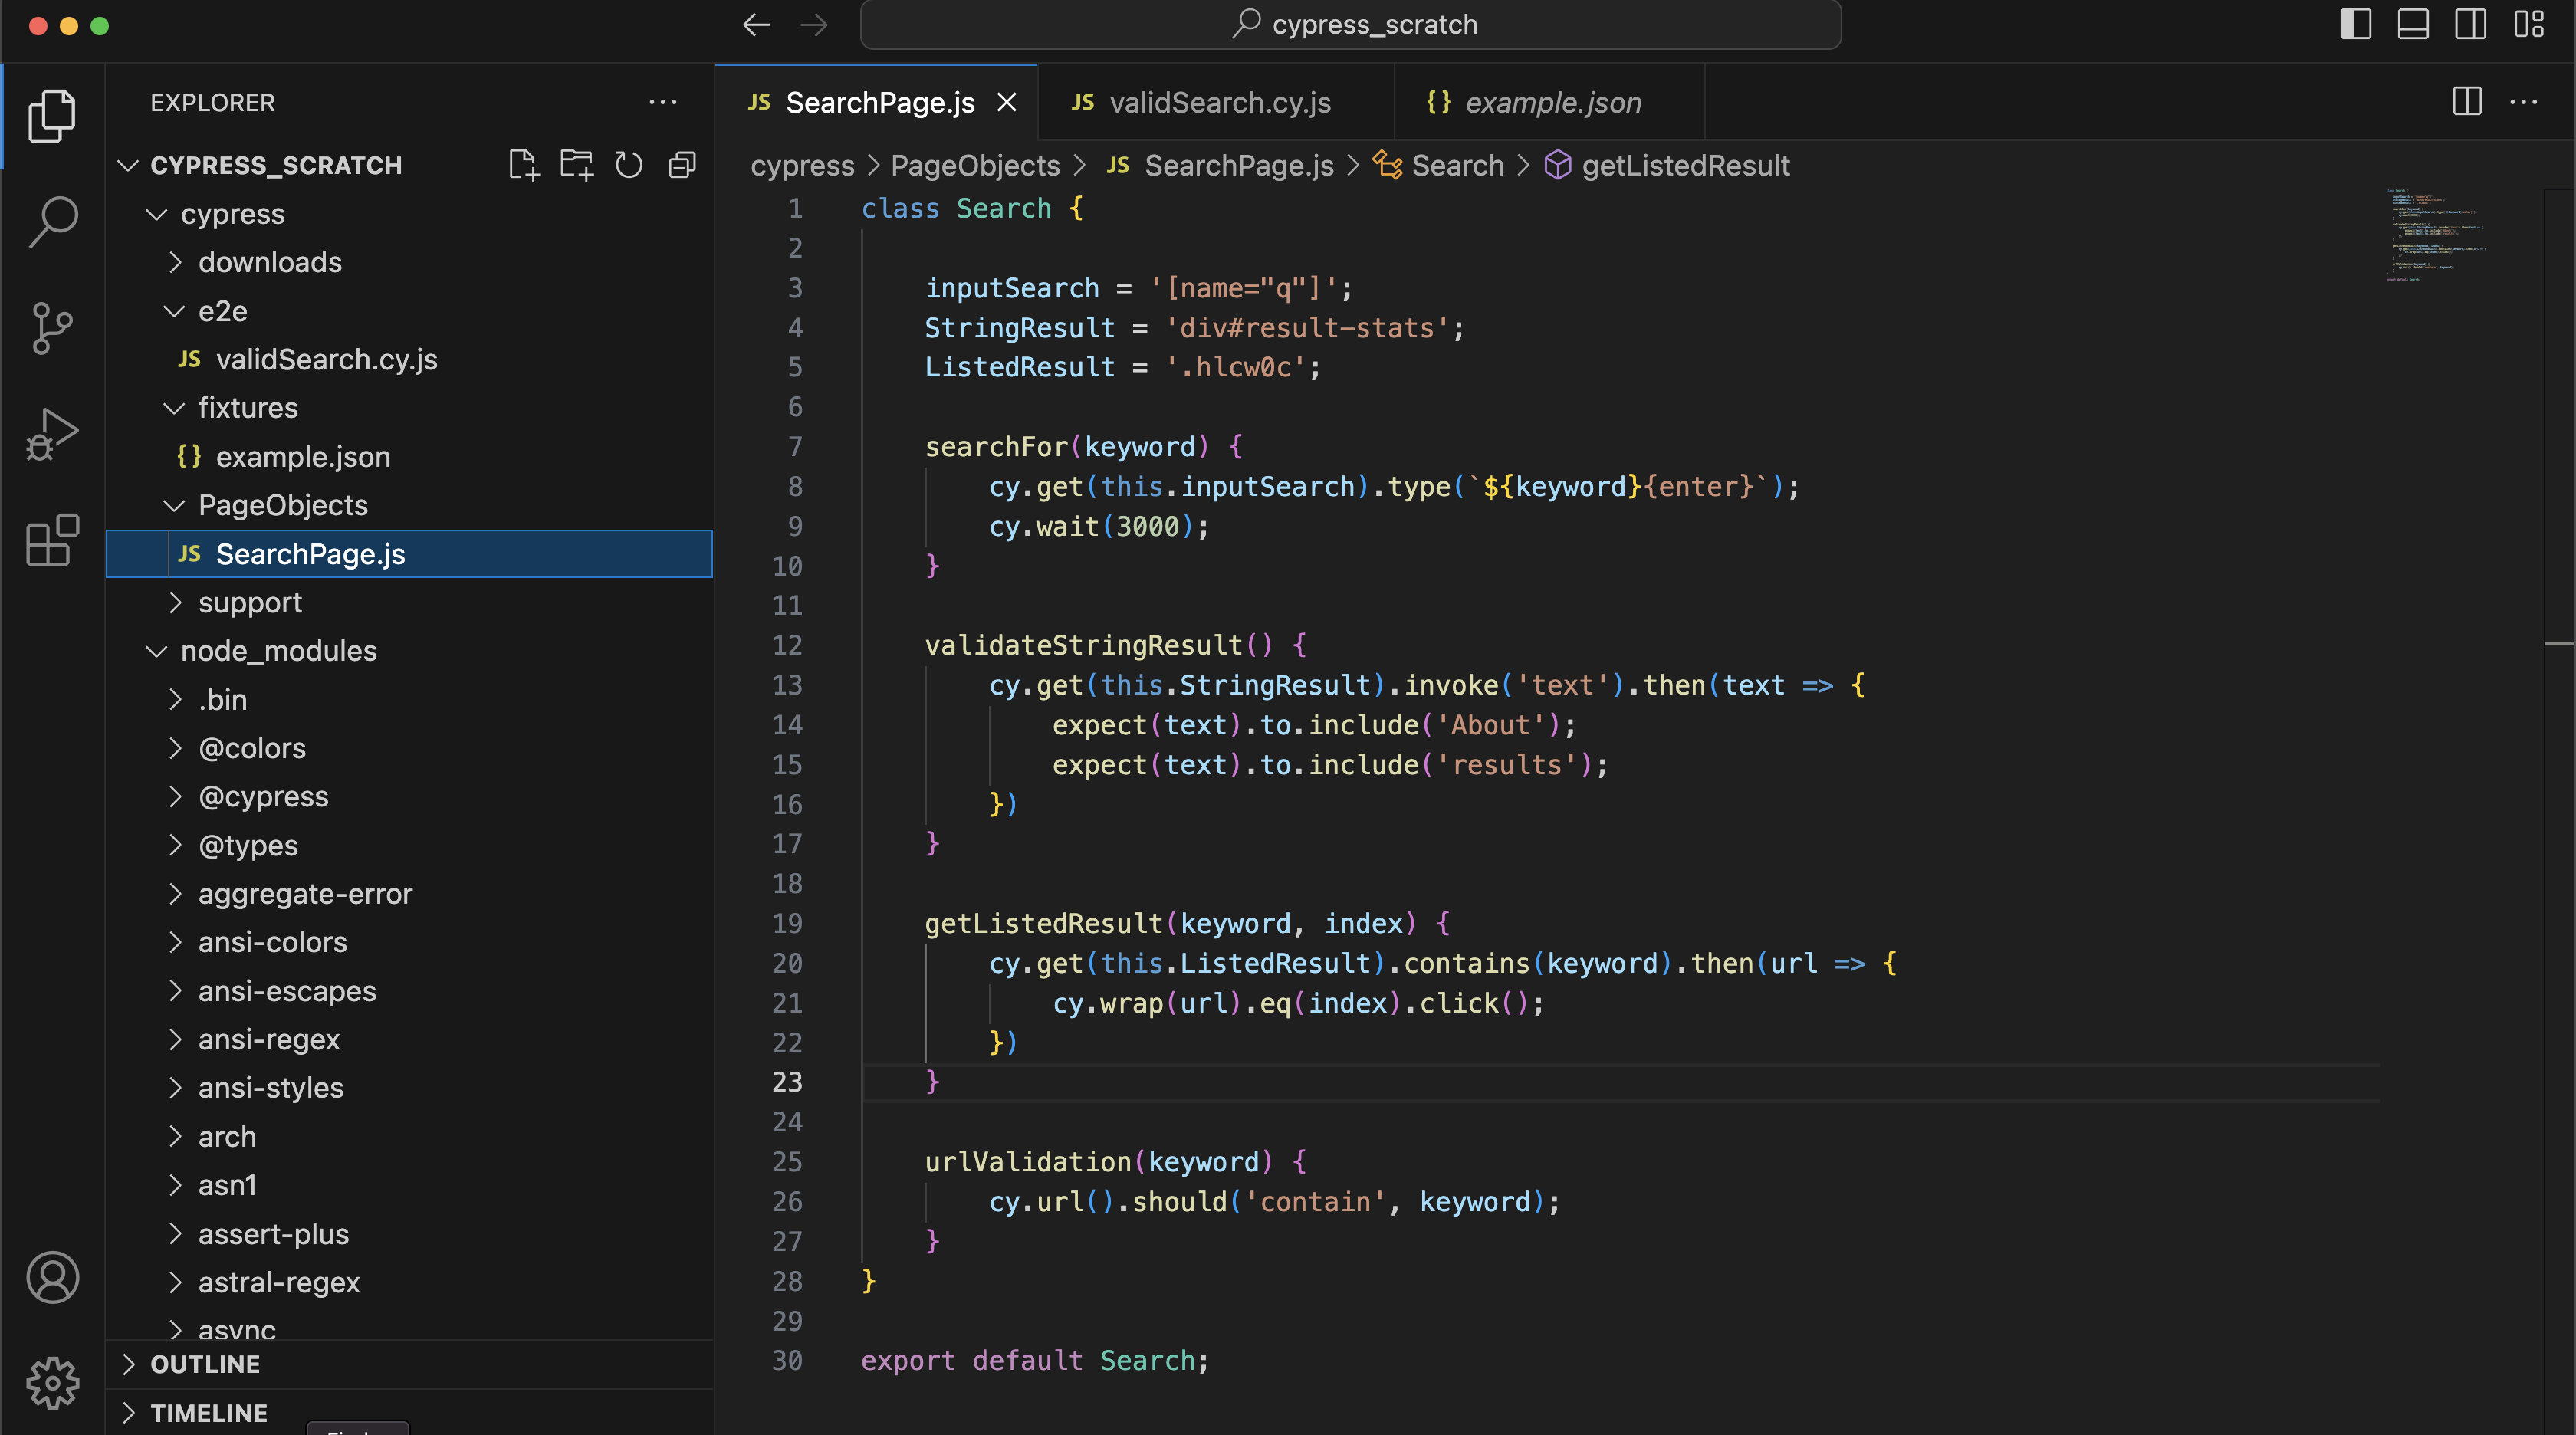 cypress_scratch
EXPLORER
CYPRESS_SCRATCH
cypress
downloads
e2e
JS validSearch.cy.js
fixtures
{} example.json
PageObjects
JS SearchPage.js
support
node_modules
.bin
@colors
@cypress
@types
aggregate-error
ansi-colors
ansi-escapes
ansi-regex
ansi-styles
arch
asn1
assert-plus
astral-regex
async
OUTLINE
TIMELINE
JS SearchPage.js
JS validSearch.cy.js
{} example.json
cypress > PageObjects > JS SearchPage.js > Search > getListedResult
1 class Search {
2
3 inputSearch = '[name="q"]';
4 StringResult = 'div#result-stats';
5 ListedResult = '.hlcw0c';
6
7 searchFor(keyword) {
8 cy.get(this.inputSearch).type(`${keyword}{enter}`);
9 cy.wait(3000);
10 }
11
12 validateStringResult() {
13 cy.get(this.StringResult).invoke('text').then(text => {
14 expect(text).to.include('About');
15 expect(text).to.include('results');
16 })
17 }
18
19 getListedResult(keyword, index) {
20 cy.get(this.ListedResult).contains(keyword).then(url => {
21 cy.wrap(url).eq(index).click();
22 })
23 }
24
25 urlValidation(keyword) {
26 cy.url().should('contain', keyword);
27 }
28 }
29
30 export default Search;